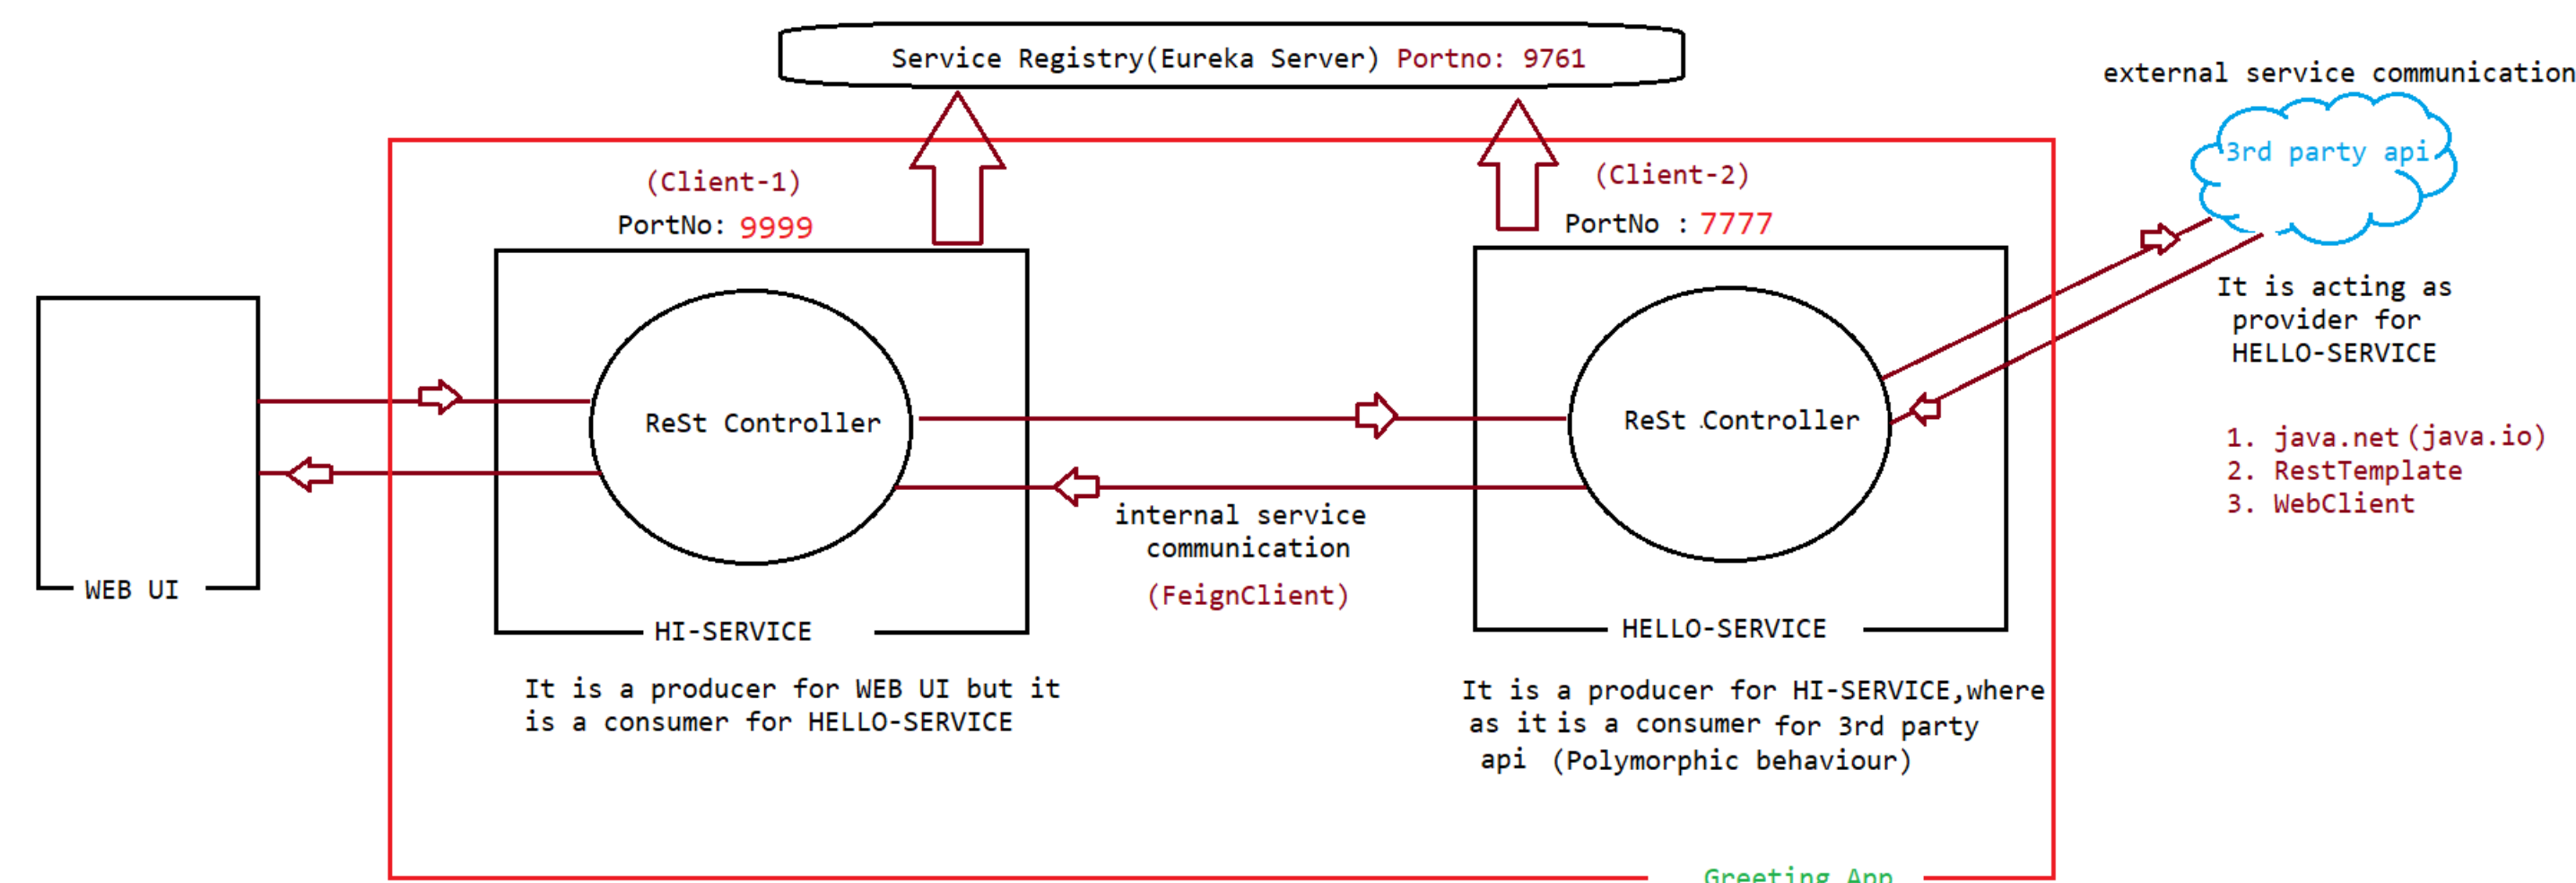 Service Registry(Eureka Server) Portno: 9761
external service communication
3rd party api
(Client-1)
PortNo: 9999
(Client-2)
PortNo : 7777
It is acting as
provider for
HELLO-SERVICE
ReSt Controller
ReSt Controller
1. java.net(java.io)
2. RestTemplate
3. WebClient
internal service
communication
(FeignClient)
WEB UI
HI-SERVICE
HELLO-SERVICE
It is a producer for WEB UI but it
is a consumer for HELLO-SERVICE
It is a producer for HI-SERVICE,where
as it is a consumer for 3rd party
api (Polymorphic behaviour)
Greeting App